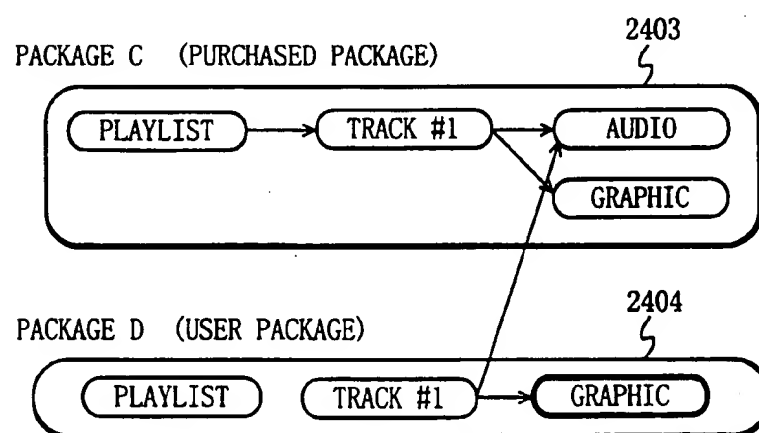 2403
PACKAGE C (PURCHASED PACKAGE)
PLAYLIST
TRACK #1
AUDIO
GRAPHIC
2404
PACKAGE D (USER PACKAGE)
PLAYLIST
TRACK #1
GRAPHIC